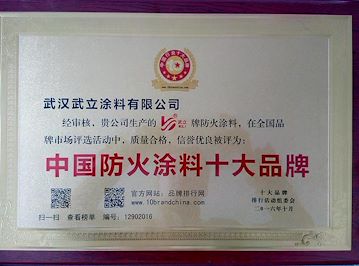 武汉武立涂料有限公司
经审核，贵公司生产的 牌防火涂料，在全国品
牌市场评选活动中，质量合格，信誉优良被评为：
中国防火涂料十大品牌
官方网站：品牌排行网
www.10brandchina.com
十大品牌
排行活动组委会
二〇一六年十月
扫一扫 查看榜单 编号：12902016